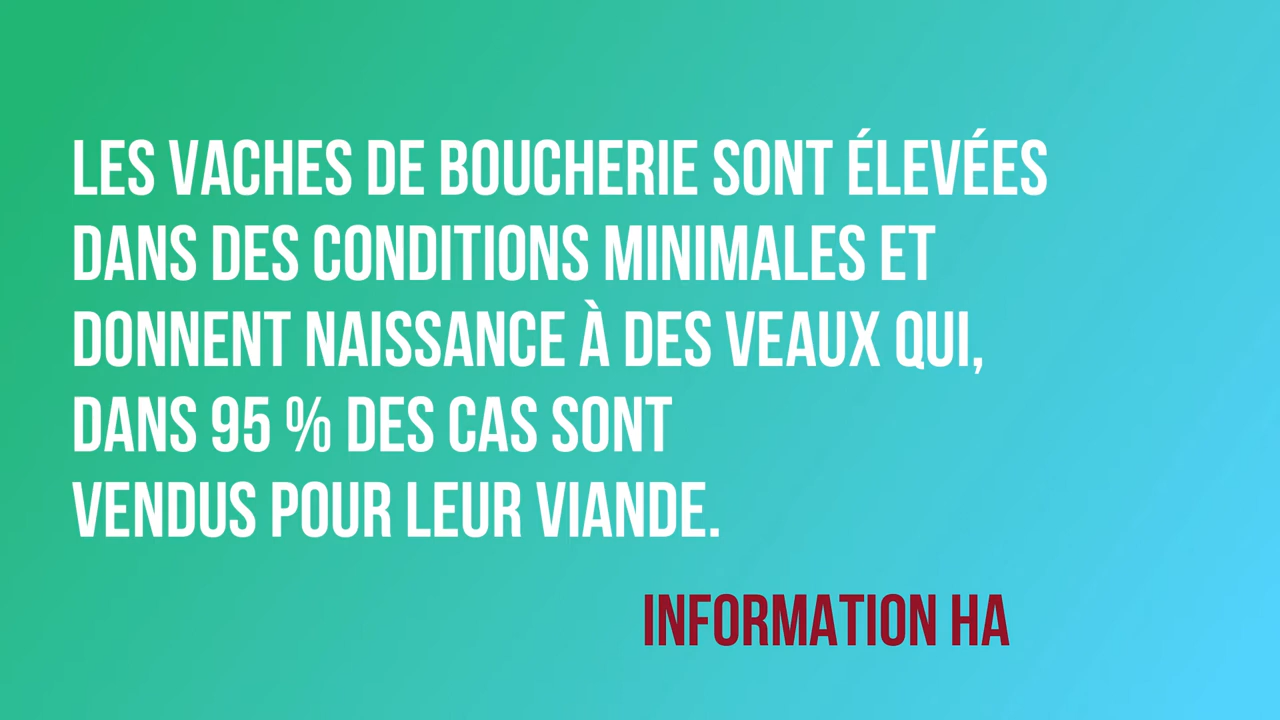 LES VACHES DE BOUCHERIE SONT ÉLEVÉES
DANS DES CONDITIONS MINIMALES ET
DONNENT NAISSANCE À DES VEAUX QUI,
DANS 95 % DES CAS SONT
VENDUS POUR LEUR VIANDE.
INFORMATION HA